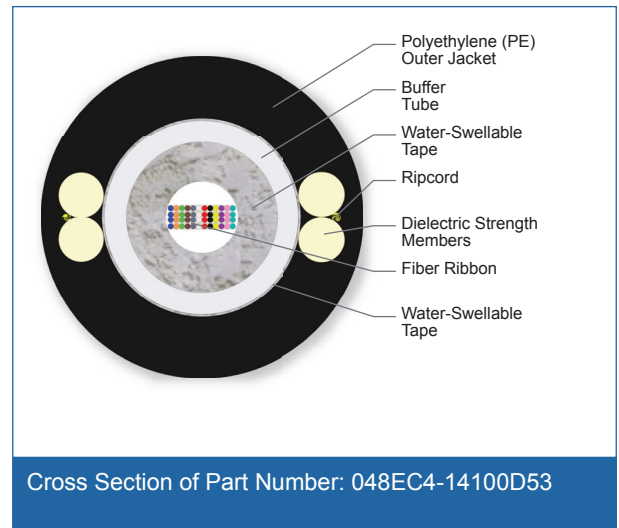 Polyethylene (PE)
Outer Jacket
Buffer
Tube
Water-Swellable
Tape
Ripcord
Dielectric Strength
Members
Fiber Ribbon
Water-Swellable
Tape
Cross Section of Part Number: 048EC4-14100D53